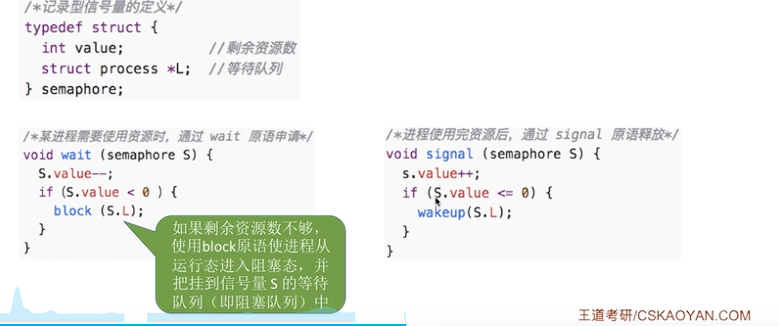 /*记录型信号量的定义*/
typedef struct {
int value; //剩余资源数
struct process *L; //等待队列
} semaphore;
/*某进程需要使用资源时，通过 wait 原语申请*/
void wait (semaphore S) {
S.value--;
if (S.value < 0 ) {
block (S.L);
}
}
如果剩余资源数不够，
使用block原语使进程从
运行态进入阻塞态，并
把挂到信号量 S 的等待
队列（即阻塞队列）中
/*进程使用完资源后，通过 signal 原语释放*/
void signal (semaphore S) {
s.value++;
if (S.value <= 0) {
wakeup(S.L);
}
}
王道考研/CSKAOYAN.COM